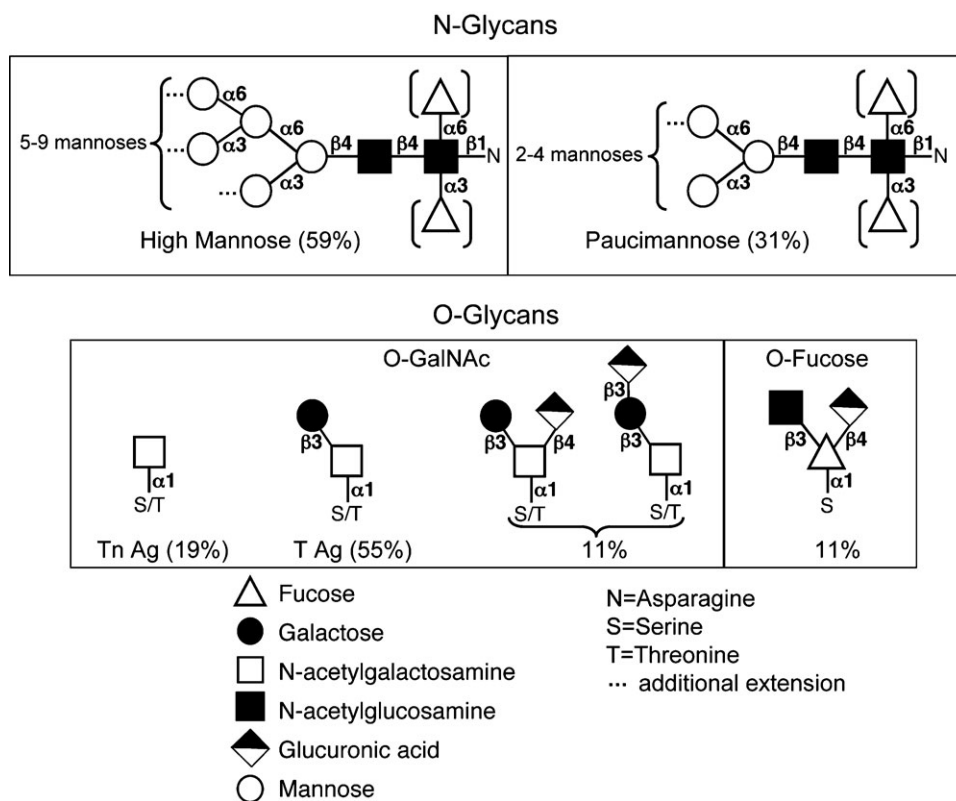 N-Glycans
α6
α6
5-9 mannoses
α3
α6
β4
β4
β1
N
α3
α3
High Mannose (59%)
α6
α6
2-4 mannoses
β4
β4
β1
N
α3
α3
Paucimannose (31%)
O-Glycans
O-GalNAc
O-Fucose
α1
S/T
Tn Ag (19%)
β3
α1
S/T
T Ag (55%)
β3
β4
α1
S/T
β3
β3
α1
S/T
11%
β3
β4
α1
S
11%
Fucose
Galactose
N-acetylgalactosamine
N-acetylglucosamine
Glucuronic acid
Mannose
N=Asparagine
S=Serine
T=Threonine
... additional extension